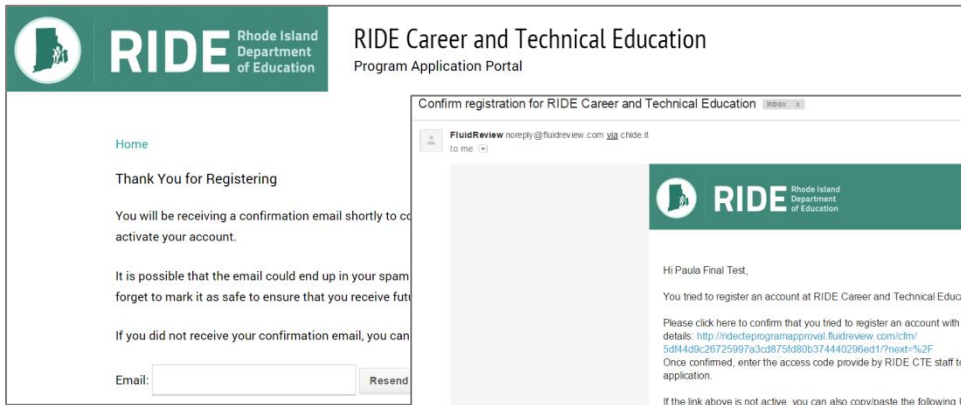 RIDE Rhode Island
Department
of Education
RIDE Career and Technical Education
Program Application Portal
Home
Thank You for Registering
You will be receiving a confirmation email shortly to
activate your account.
It is possible that the email could end up in your spam
forget to mark it as safe to ensure that you receive
If you did not receive your confirmation email, you can
Email:
Resend
Confirm registration for RIDE Career and Technical Education Inbox x
FluidReview noreply@fluidreview.com via chide.it
to me
RIDE Rhode Island
Department
of Education
Hi Paula Final Test,
You tried to register an account at RIDE Career and Technical
Please click here to confirm that you tried to register an account with
details: http://ridecteprogramapproval.fluidreview.com/cfm/
5df44d9c26725997a3cd875fd80b374440296ed1/?next=%2F
Once confirmed, enter the access code provide by RIDE CTE staff
application.
If the link above is not active, you can also copy/paste the following